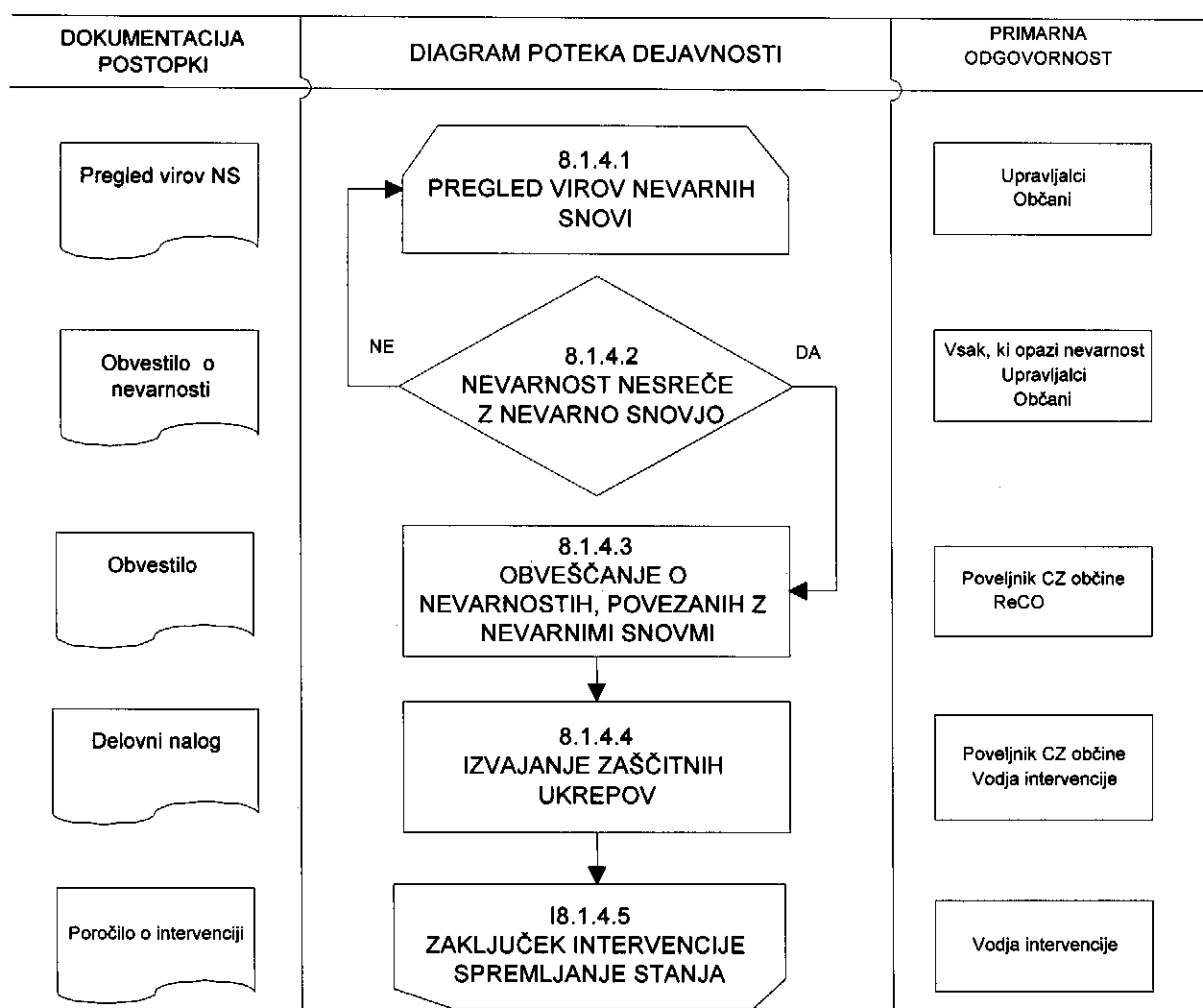 DOKUMENTACIJA
POSTOPKI
DIAGRAM POTEKA DEJAVNOSTI
PRIMARNA
ODGOVORNOST
Pregled virov NS
8.1.4.1
PREGLED VIROV NEVARNIH
SNOVI
Upravljalci
Občani
Obvestilo o
nevarnosti
NE
8.1.4.2
NEVARNOST NESREČE
Z NEVARNO SNOVJO
DA
Vsak, ki opazi nevarnost
Upravljalci
Občani
Obvestilo
8.1.4.3
OBVEŠČANJE O
NEVARNOSTIH, POVEZANIH Z
NEVARNIMI SNOVMI
Poveljnik CZ občine
ReCO
Delovni nalog
8.1.4.4
IZVAJANJE ZAŠČITNIH
UKREPOV
Poveljnik CZ občine
Vodja intervencije
Poročilo o intervenciji
I8.1.4.5
ZAKLJUČEK INTERVENCIJE
SPREMLJANJE STANJA
Vodja intervencije